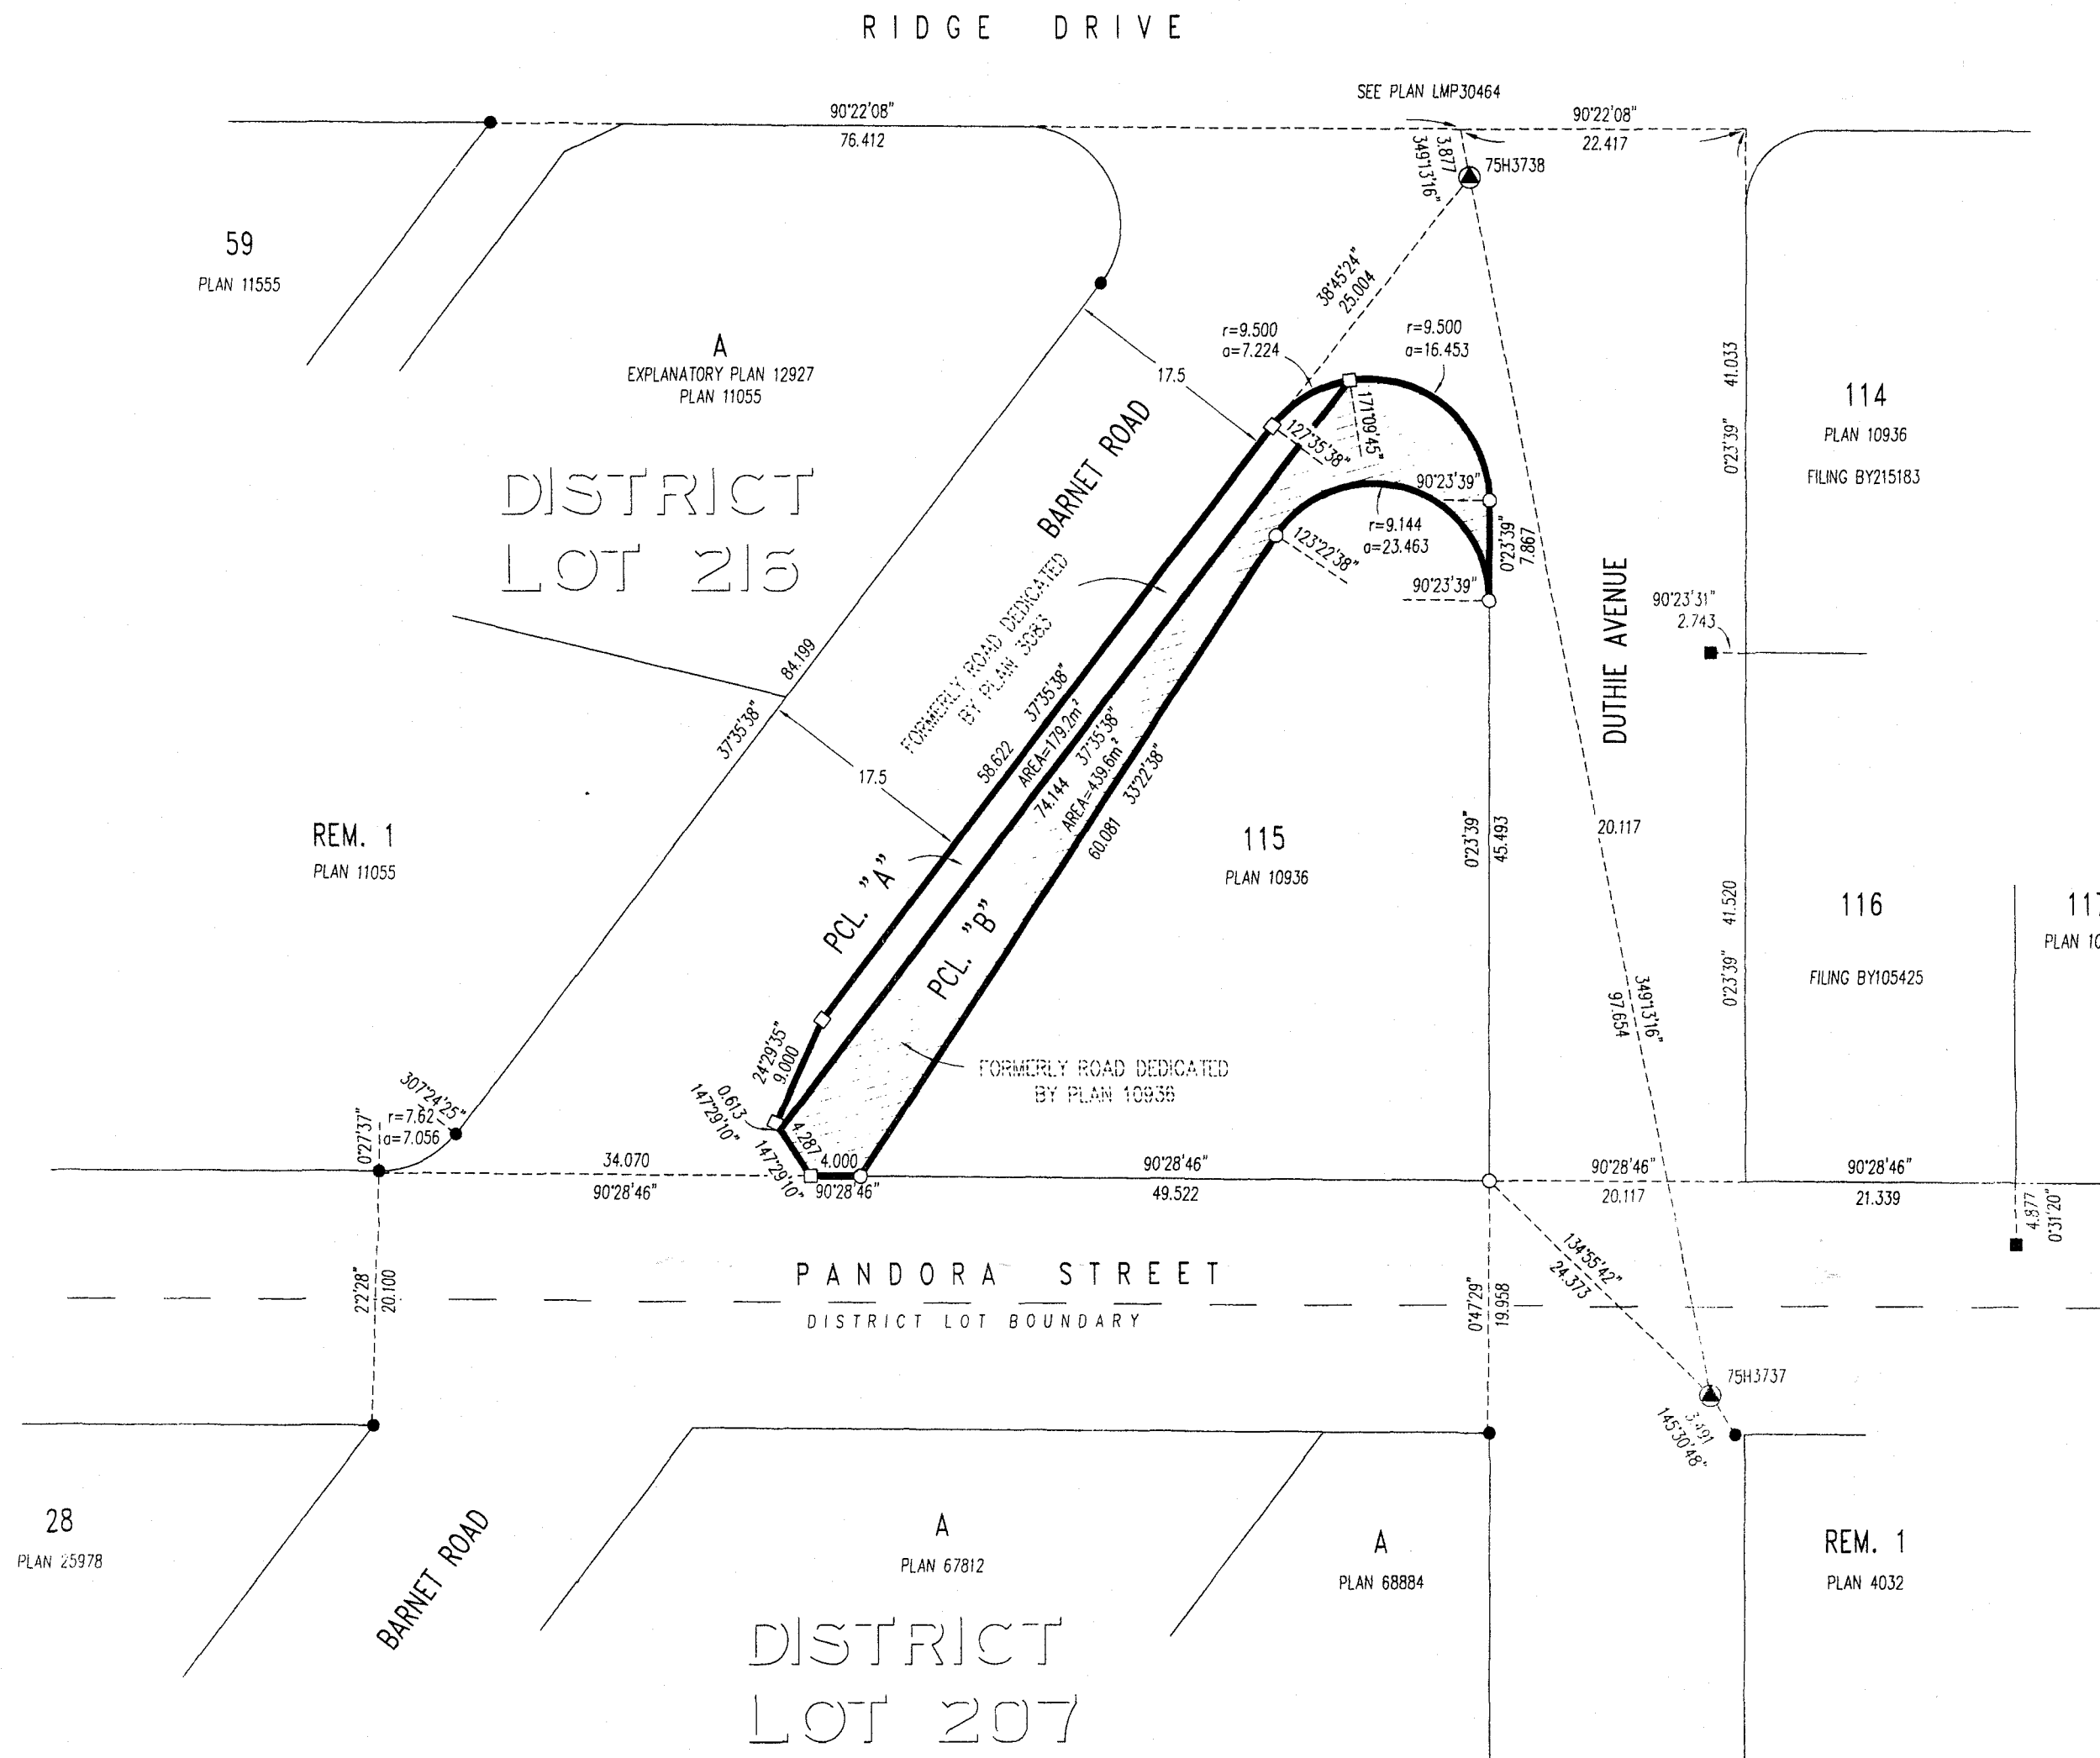 RIDGE DRIVE
SEE PLAN LMP30464
90°22'08"
76.412
90°22'08"
22.417
3.877
349°13'16"
75H3738
59
PLAN 11555
A
EXPLANATORY PLAN 12927
PLAN 11055
38°45'24"
25.004
r=9.500
a=7.224
r=9.500
a=16.453
17.5
41.033
0°23'39"
114
PLAN 10936
FILING BY215183
BARNET ROAD
127°35'38"
171°09'45"
90°23'39"
DISTRICT
LOT 216
r=9.144
a=23.463
123°22'38"
0°23'39"
7.867
90°23'39"
FORMERLY ROAD DEDICATED
BY PLAN 3083
DUTHIE AVENUE
90°23'31"
2.743
84.199
37°35'38"
17.5
37°35'38"
58.622
AREA=179.2m²
37°35'38"
74.144
AREA=439.6m²
33°22'38"
60.081
REM. 1
PLAN 11055
115
PLAN 10936
0°23'39"
45.493
20.117
PCL. "A"
PCL. "B"
41.520
0°23'39"
116
FILING BY105425
117
PLAN 10
349°13'16"
97.654
24°29'35"
9.000
0.613
147°29'10"
FORMERLY ROAD DEDICATED
BY PLAN 10936
307°24'25"
r=7.62
a=7.056
0°27'37"
34.070
90°28'46"
4.287
147°29'10"
4.000
90°28'46"
90°28'46"
49.522
90°28'46"
20.117
90°28'46"
21.339
4.877
0°31'20"
2°2'28"
20.100
PANDORA STREET
DISTRICT LOT BOUNDARY
0°47'29"
19.958
134°55'42"
24.373
75H3737
3.491
145°30'48"
28
PLAN 25978
BARNET ROAD
A
PLAN 67812
A
PLAN 68884
REM. 1
PLAN 4032
DISTRICT
LOT 207